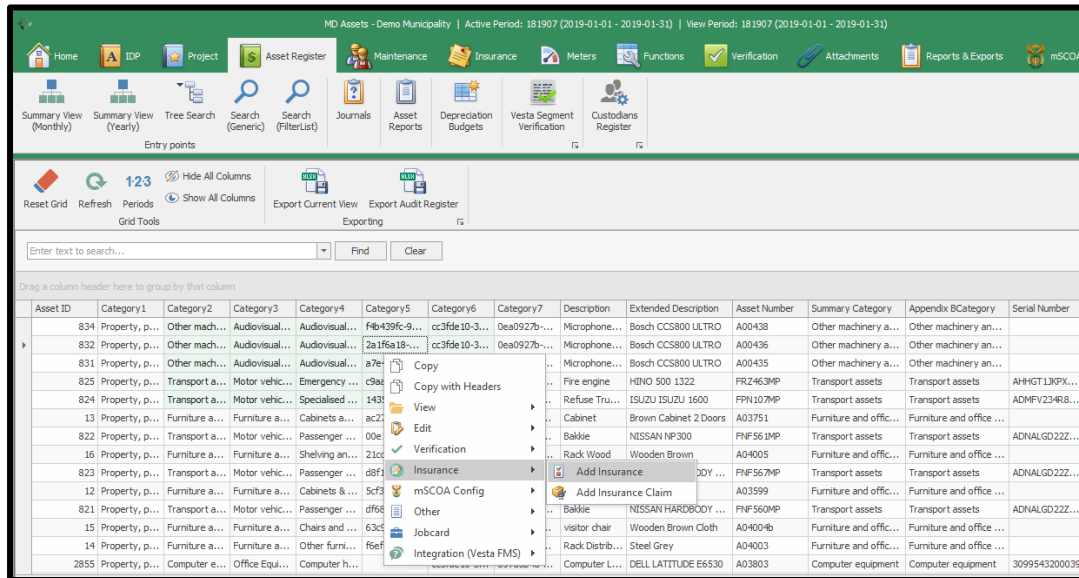 MD Assets - Demo Municipality | Active Period: 181907 (2019-01-01 - 2019-01-31) | View Period: 181907 (2019-01-01 - 2019-01-31)
Home IDP Project Asset Register Maintenance Insurance Meters Functions Verification Attachments Reports & Exports mSCOA
Summary View (Monthly) Summary View (Yearly) Tree Search Search (Generic) Search (FilterList) Journals Asset Reports Depreciation Budgets Vesta Segment Verification Custodians Register
Entry points
Reset Grid Refresh 1-2-3 Periods Hide All Columns Show All Columns XLSX Export Current View XLSX Export Audit Register
Grid Tools Exporting
Enter text to search... Find Clear
Drag a column header here to group by that column
Asset ID Category1 Category2 Category3 Category4 Category5 Category6 Category7 Description Extended Description Asset Number Summary Category Appendix BCategory Serial Number
834 Property, p... Other mach... Audiovisual... Audiovisual... f4b439fc-9... cc3fde10-3... 0ea0927b-... Microphone... Bosch CCS800 ULTRO A00438 Other machinery a... Other machinery an...
832 Property, p... Other mach... Audiovisual... Audiovisual... 2a1f6a18-... cc3fde10-3... 0ea0927b-... Microphone... Bosch CCS800 ULTRO A00436 Other machinery a... Other machinery an...
831 Property, p... Other mach... Audiovisual... Audiovisual... Microphone... Bosch CCS800 ULTRO A00435 Other machinery a... Other machinery an...
825 Property, p... Transport a... Motor vehic... Emergency ... Fire engine HINO 500 1322 FRZ463MP Transport assets Transport assets AHHGT1JKPX...
824 Property, p... Transport a... Motor vehic... Specialised ... Refuse Tru... ISUZU ISUZU 1600 FPN107MP Transport assets Transport assets ADMFV234R8...
13 Property, p... Furniture a... Furniture a... Cabinets a... Cabinet Brown Cabinet 2 Doors A03751 Furniture and offic... Furniture and office ...
822 Property, p... Transport a... Motor vehic... Passenger ... Bakkie NISSAN NP300 FNF561MP Transport assets Transport assets ADNALGD22Z...
16 Property, p... Furniture a... Furniture a... Shelving an... Rack Wood Wooden Brown A04005 Furniture and offic... Furniture and office ...
823 Property, p... Transport a... Motor vehic... Passenger ... FNF567MP Transport assets Transport assets ADNALGD22Z...
12 Property, p... Furniture a... Furniture a... Cabinets & ... A03599 Furniture and offic... Furniture and office ...
821 Property, p... Transport a... Motor vehic... Passenger ... Bakkie NISSAN HARDBODY ... FNF560MP Transport assets Transport assets ADNALGD22Z...
15 Property, p... Furniture a... Furniture a... Chairs and ... visitor chair Wooden Brown Cloth A04004b Furniture and offic... Furniture and office ...
14 Property, p... Furniture a... Furniture a... Other furni... Rack Distrib... Steel Grey A04003 Furniture and offic... Furniture and office ...
2855 Property, p... Computer e... Office Equi... Computer h... Computer L... DELL LATITUDE E6530 A03803 Computer equipment Computer equipment 3099543200039
Copy
Copy with Headers
View
Edit
Verification
Insurance
mSCOA Config
Other
Jobcard
Integration (Vesta FMS)
Add Insurance
Add Insurance Claim